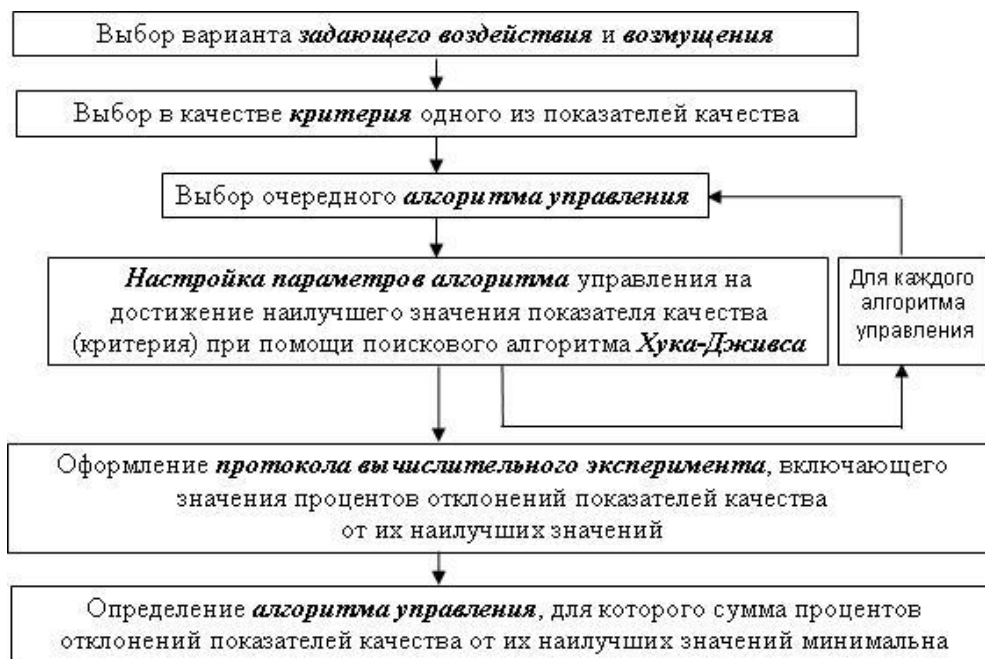 Выбор варианта задающего воздействия и возмущения
Выбор в качестве критерия одного из показателей качества
Выбор очередного алгоритма управления
Настройка параметров алгоритма управления на
достижение наилучшего значения показателя качества
(критерия) при помощи поискового алгоритма Хука-Дживса
Для каждого
алгоритма
управления
Оформление протокола вычислительного эксперимента, включающего
значения процентов отклонений показателей качества
от их наилучших значений
Определение алгоритма управления, для которого сумма процентов
отклонений показателей качества от их наилучших значений минимальна